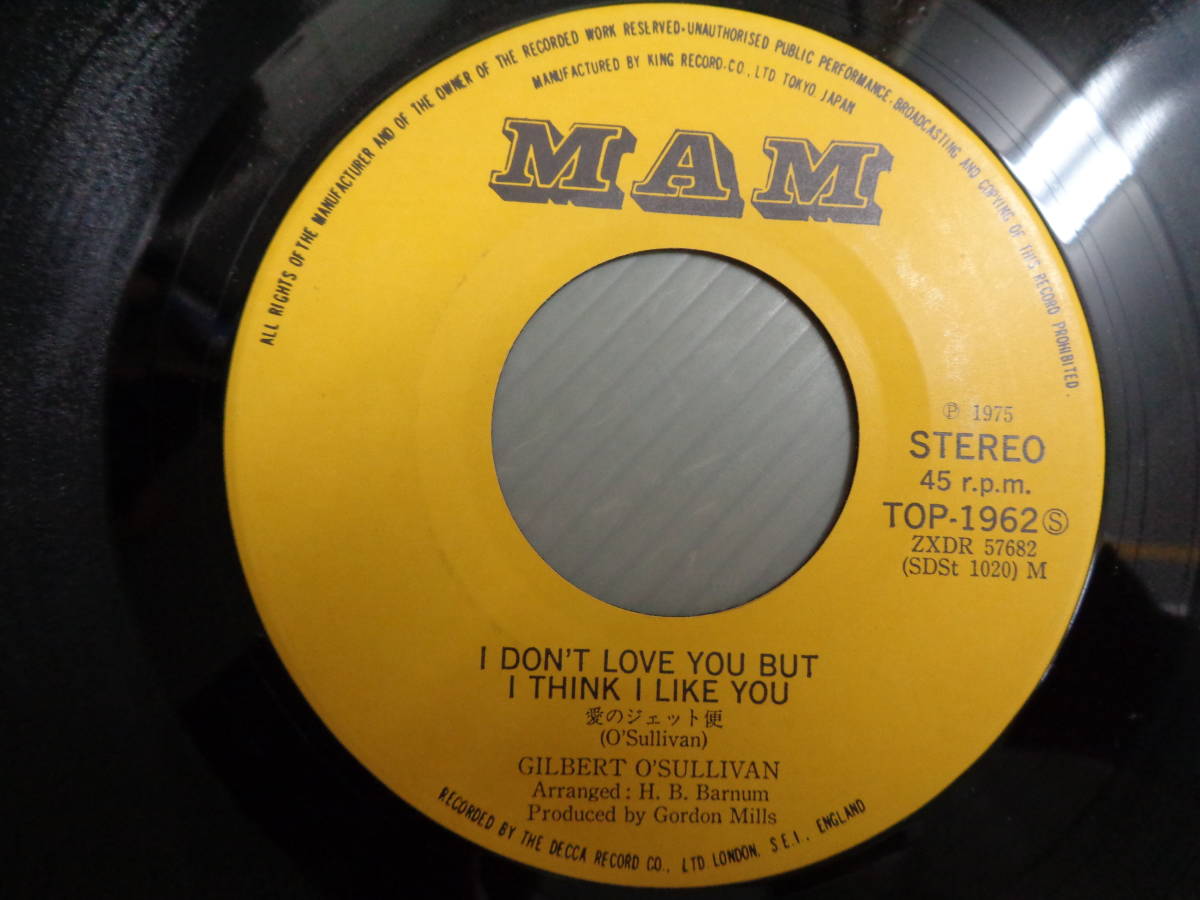 ALL RIGHTS OF THE MANUFACTURER AND OF THE OWNER OF THE RECORDED WORK RESERVED·UNAUTHORISED PUBLIC PERFORMANCE·BROADCASTING AND COPYING OF THIS RECORD PROHIBITED.
MANUFACTURED BY KING RECORD.CO., LTD TOKYO JAPAN
MAM
Ⓟ 1975
STEREO
45 r.p.m.
TOP-1962Ⓢ
ZXDR 57682
(SDSt 1020) M
I DON'T LOVE YOU BUT
I THINK I LIKE YOU
愛のジェット便
(O'Sullivan)
GILBERT O'SULLIVAN
Arranged: H. B. Barnum
Produced by Gordon Mills
RECORDED BY THE DECCA RECORD CO., LTD LONDON. S.E.I., ENGLAND